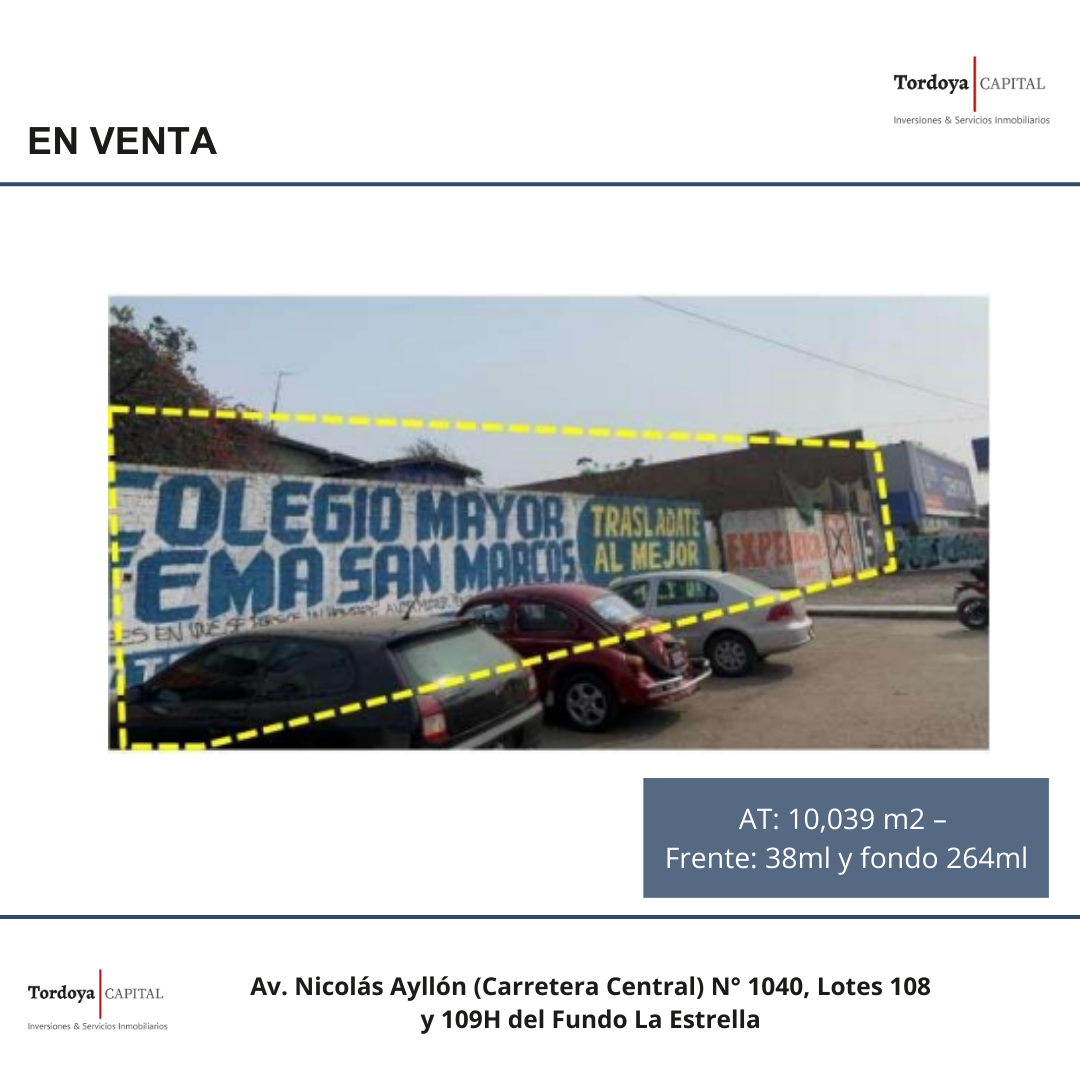 Tordoya CAPITAL
Inversiones & Servicios Inmobiliarios
EN VENTA
COLEGIO MAYOR
TRASLADATE
AL MEJOR
SAN MARCOS
AT: 10,039 m2 –
Frente: 38ml y fondo 264ml
Tordoya CAPITAL
Inversiones & Servicios Inmobiliarios
Av. Nicolás Ayllón (Carretera Central) N° 1040, Lotes 108
y 109H del Fundo La Estrella